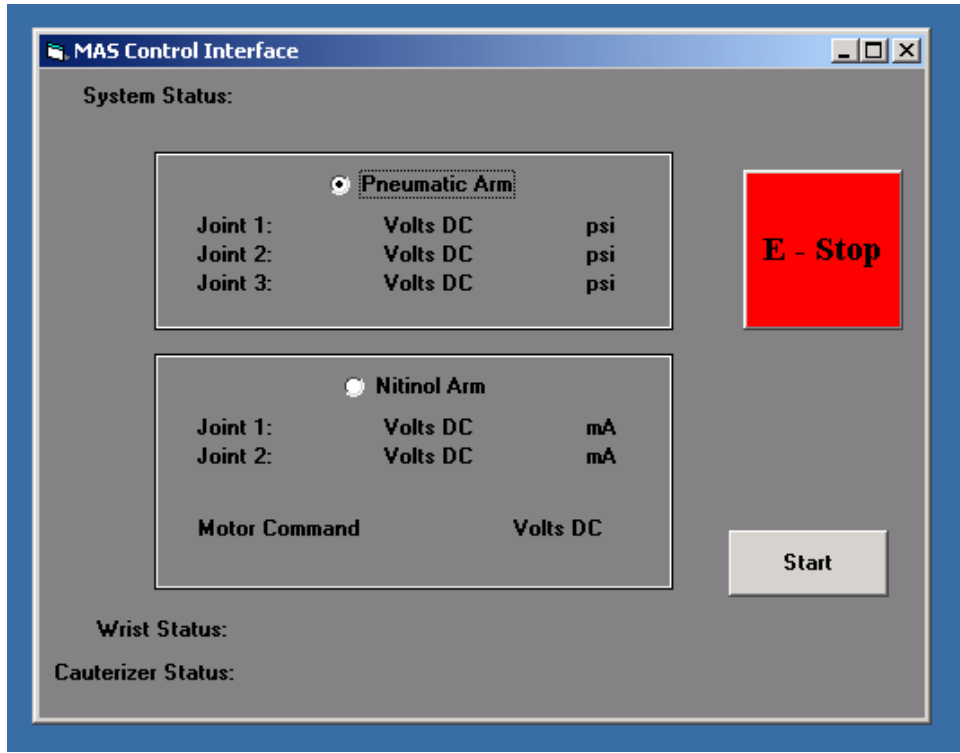 MAS Control Interface
System Status:
Pneumatic Arm
Joint 1: Volts DC psi
Joint 2: Volts DC psi
Joint 3: Volts DC psi
E - Stop
Nitinol Arm
Joint 1: Volts DC mA
Joint 2: Volts DC mA
Motor Command Volts DC
Start
Wrist Status:
Cauterizer Status: